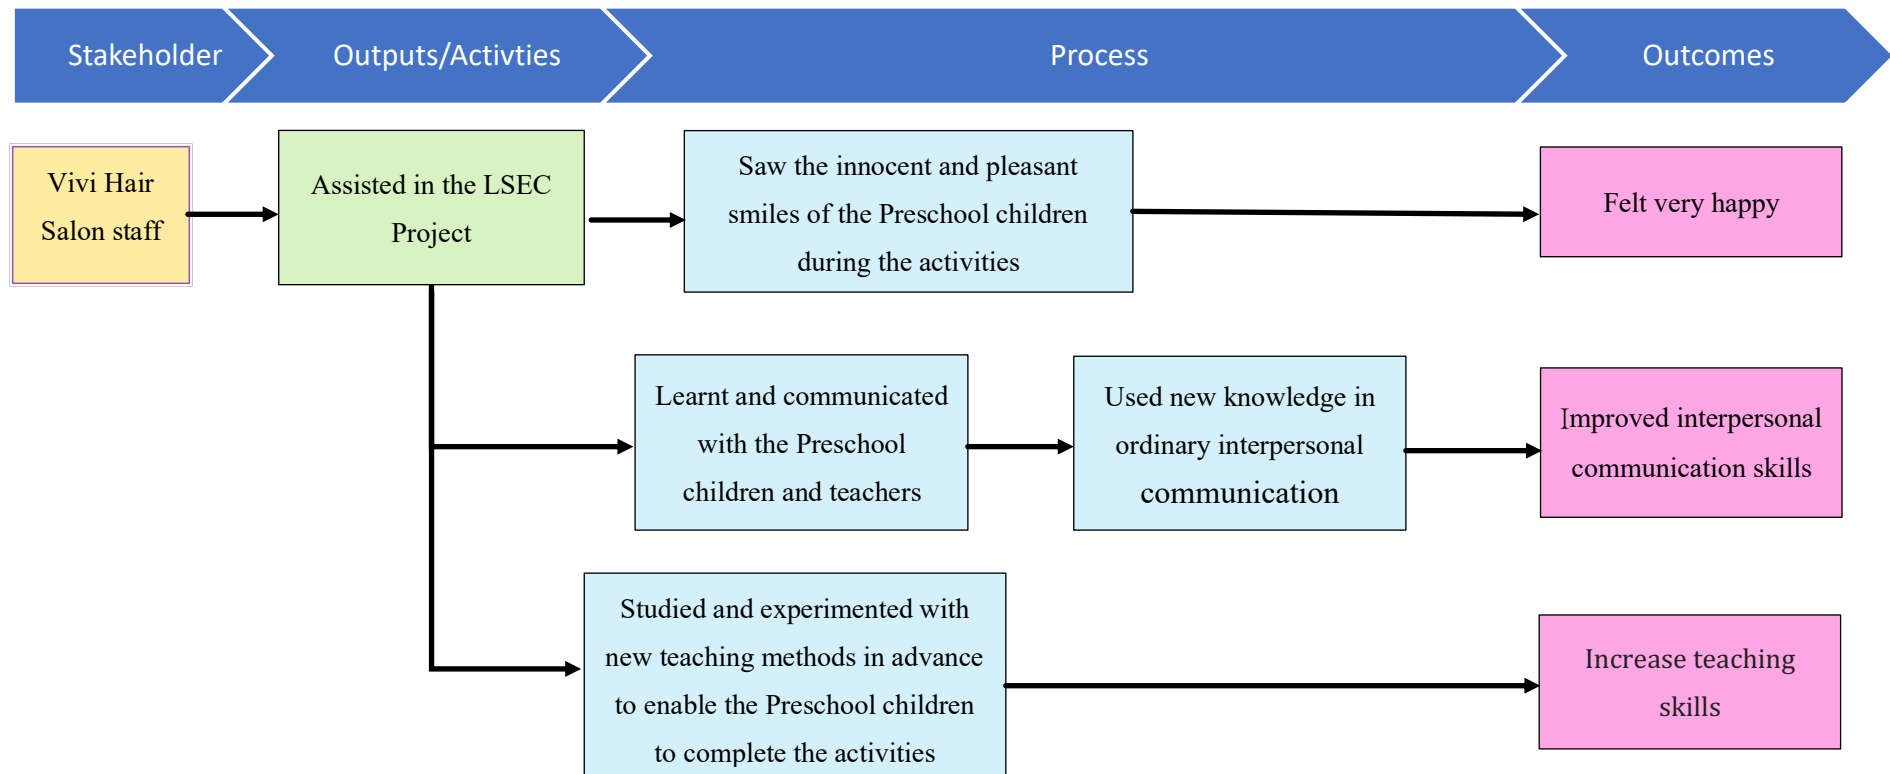 Stakeholder
Outputs/Activties
Process
Outcomes
Vivi Hair
Salon staff
Assisted in the LSEC
Project
Saw the innocent and pleasant
smiles of the Preschool children
during the activities
Felt very happy
Learnt and communicated
with the Preschool
children and teachers
Used new knowledge in
ordinary interpersonal
communication
Improved interpersonal
communication skills
Studied and experimented with
new teaching methods in advance
to enable the Preschool children
to complete the activities
Increase teaching
skills